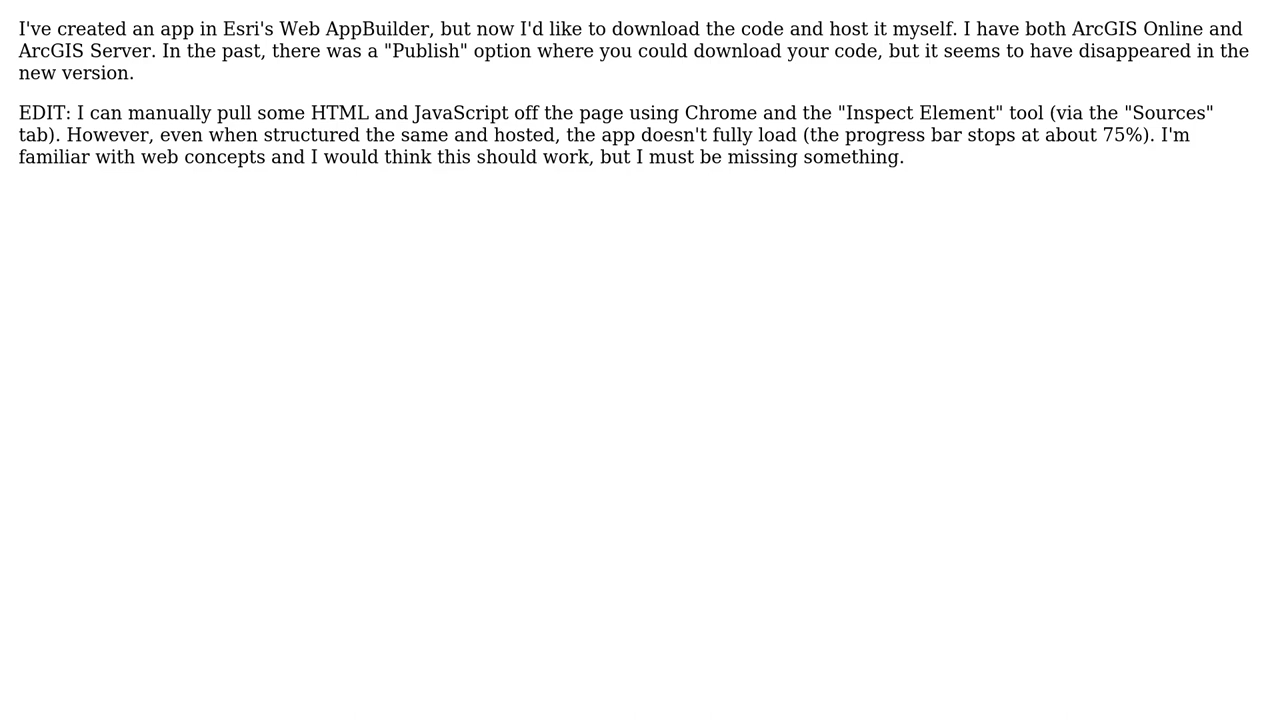 I've created an app in Esri's Web AppBuilder, but now I'd like to download the code and host it myself. I have both ArcGIS Online and
ArcGIS Server. In the past, there was a "Publish" option where you could download your code, but it seems to have disappeared in the
new version.
EDIT: I can manually pull some HTML and JavaScript off the page using Chrome and the "Inspect Element" tool (via the "Sources"
tab). However, even when structured the same and hosted, the app doesn't fully load (the progress bar stops at about 75%). I'm
familiar with web concepts and I would think this should work, but I must be missing something.